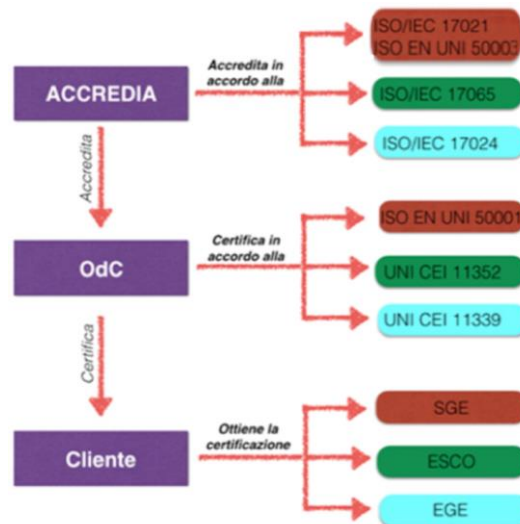 ACCREDIA
Accredita in
accordo alla
ISO/IEC 17021
ISO EN UNI 50003
ISO/IEC 17065
ISO/IEC 17024
Accredita
OdC
Certifica in
accordo alla
ISO EN UNI 50001
UNI CEI 11352
UNI CEI 11339
Certifica
Cliente
Ottiene la
certificazione
SGE
ESCO
EGE